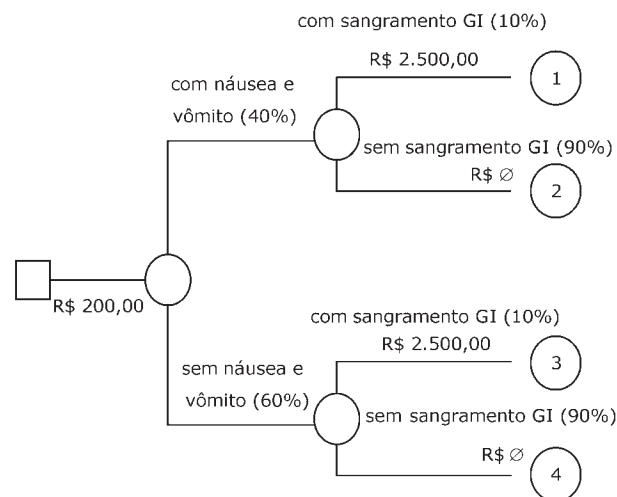 com sangramento GI (10%)
R$ 2.500,00
1
com náusea e
vômito (40%)
sem sangramento GI (90%)
R$ ∅
2
R$ 200,00
com sangramento GI (10%)
R$ 2.500,00
3
sem náusea e
vômito (60%)
sem sangramento GI (90%)
R$ ∅
4